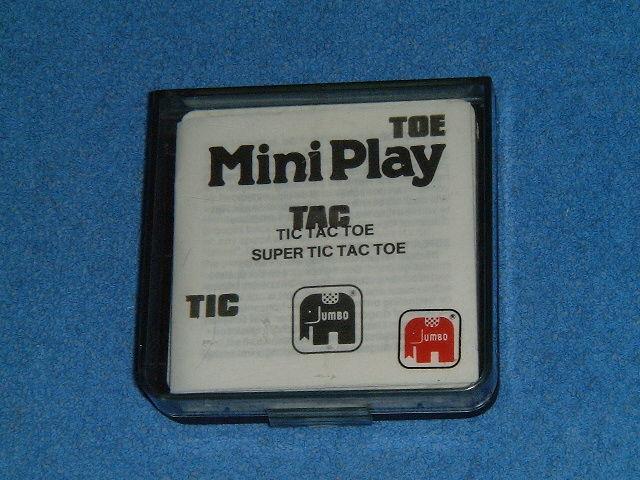 TOE
Mini Play
TAC
TIC TAC TOE
SUPER TIC TAC TOE
TIC
JUMBO
®
JUMBO
®